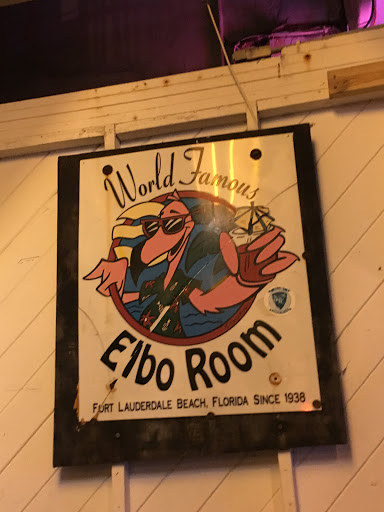 World Famous
Elbo Room
Fort Lauderdale Beach, Florida Since 1938